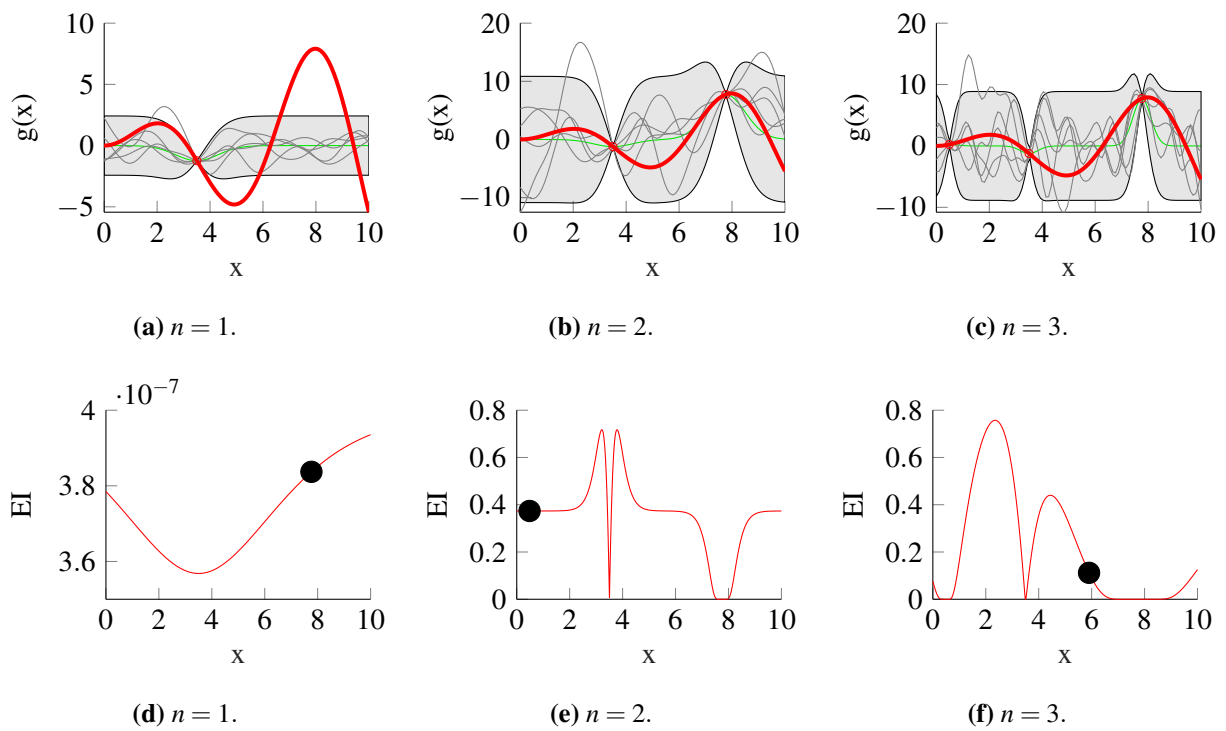 10
5
0
−5
g(x)
0 2 4 6 8 10
x
(a) n = 1.
20
10
0
−10
g(x)
0 2 4 6 8 10
x
(b) n = 2.
20
10
0
−10
g(x)
0 2 4 6 8 10
x
(c) n = 3.
·10−7
4
3.8
3.6
EI
0 2 4 6 8 10
x
(d) n = 1.
0.8
0.6
0.4
0.2
0
EI
0 2 4 6 8 10
x
(e) n = 2.
0.8
0.6
0.4
0.2
0
EI
0 2 4 6 8 10
x
(f) n = 3.